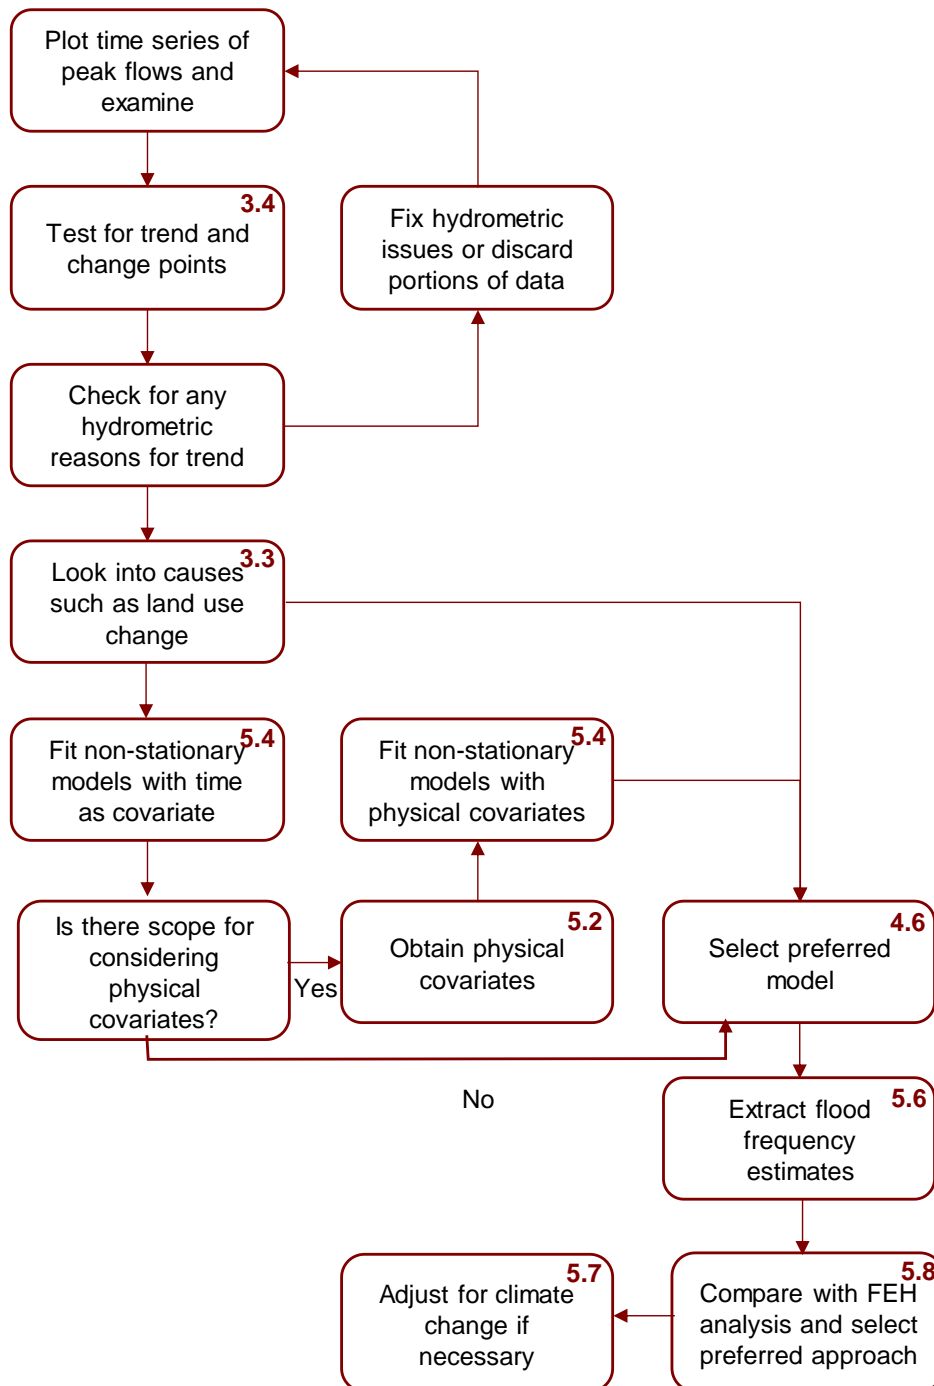 Plot time series of
peak flows and
examine
3.4
Test for trend and
change points
Fix hydrometric
issues or discard
portions of data
Check for any
hydrometric
reasons for trend
3.3
Look into causes
such as land use
change
5.4
Fit non-stationary
models with time
as covariate
5.4
Fit non-stationary
models with
physical covariates
Is there scope for
considering
physical
covariates?
Yes
5.2
Obtain physical
covariates
4.6
Select preferred
model
No
5.6
Extract flood
frequency
estimates
5.8
Compare with FEH
analysis and select
preferred approach
5.7
Adjust for climate
change if
necessary